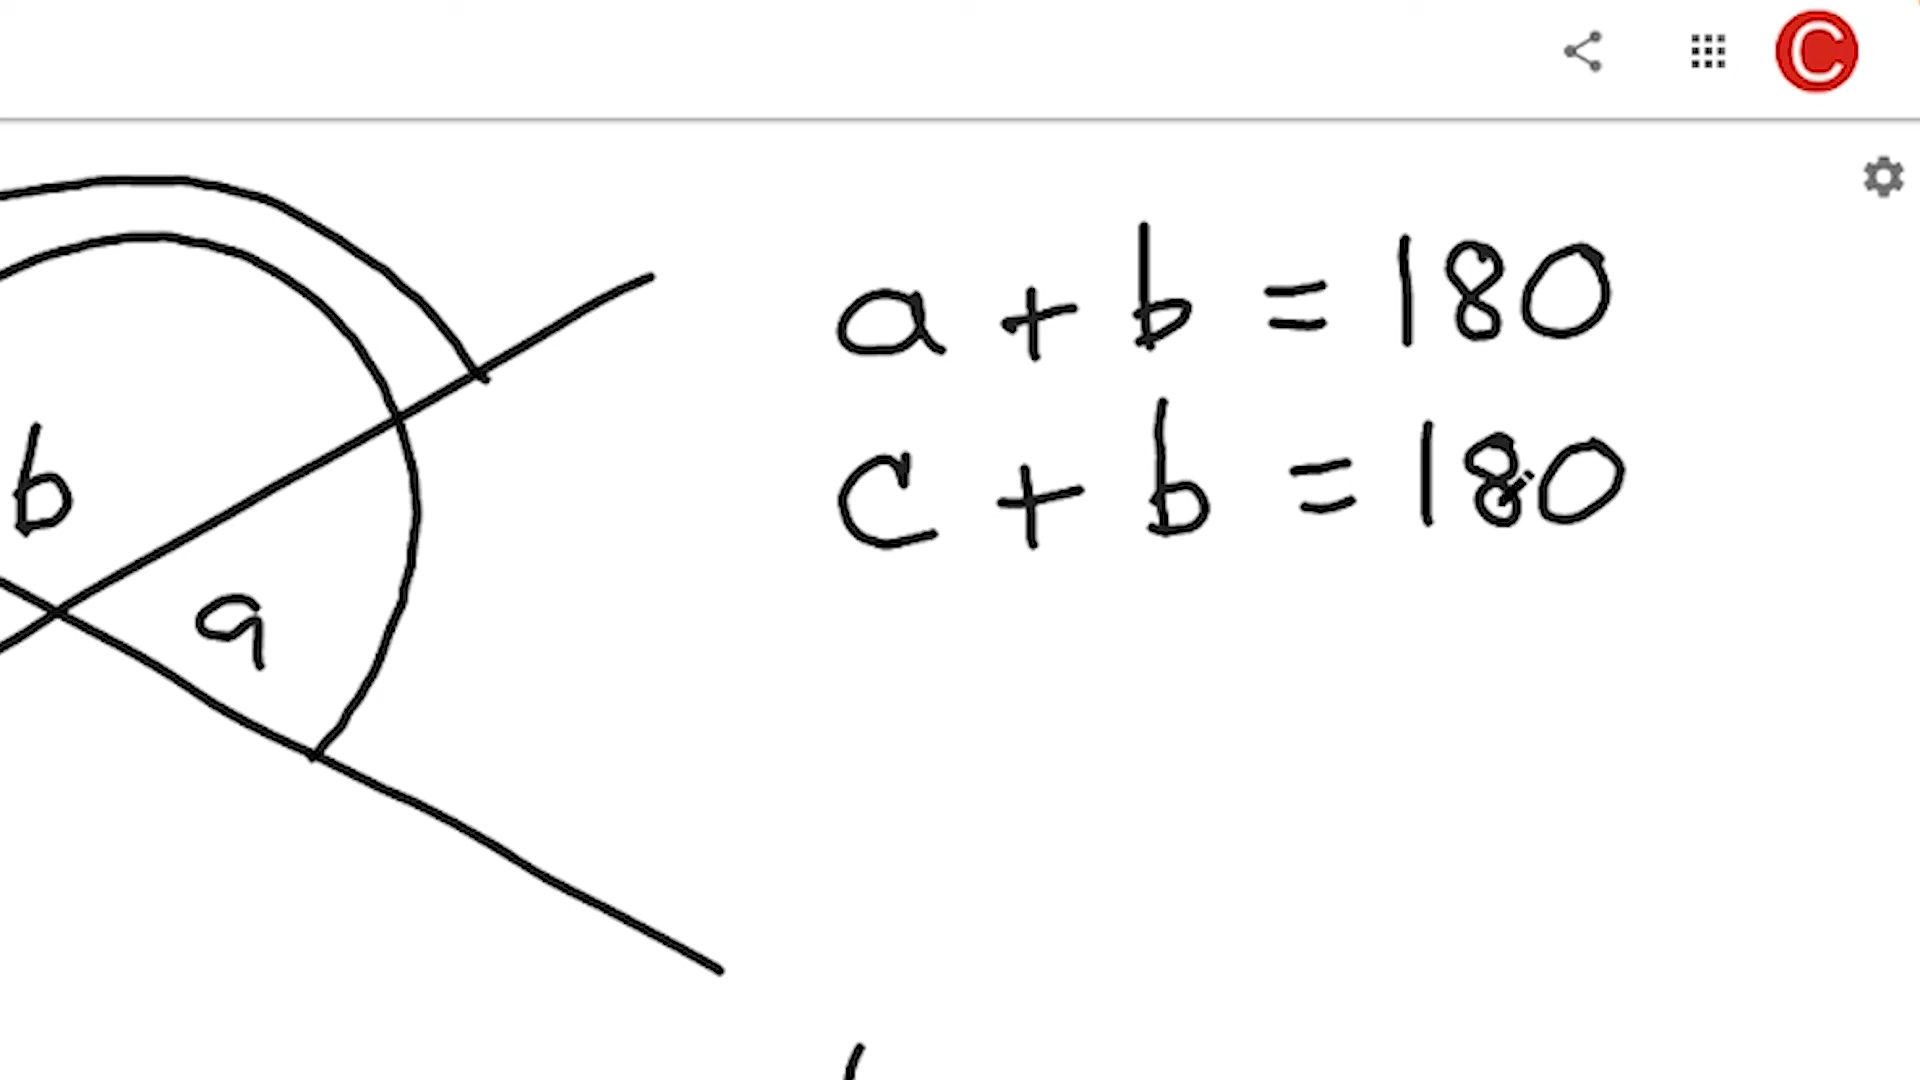 C
a + b = 180
c + b = 180
b
a